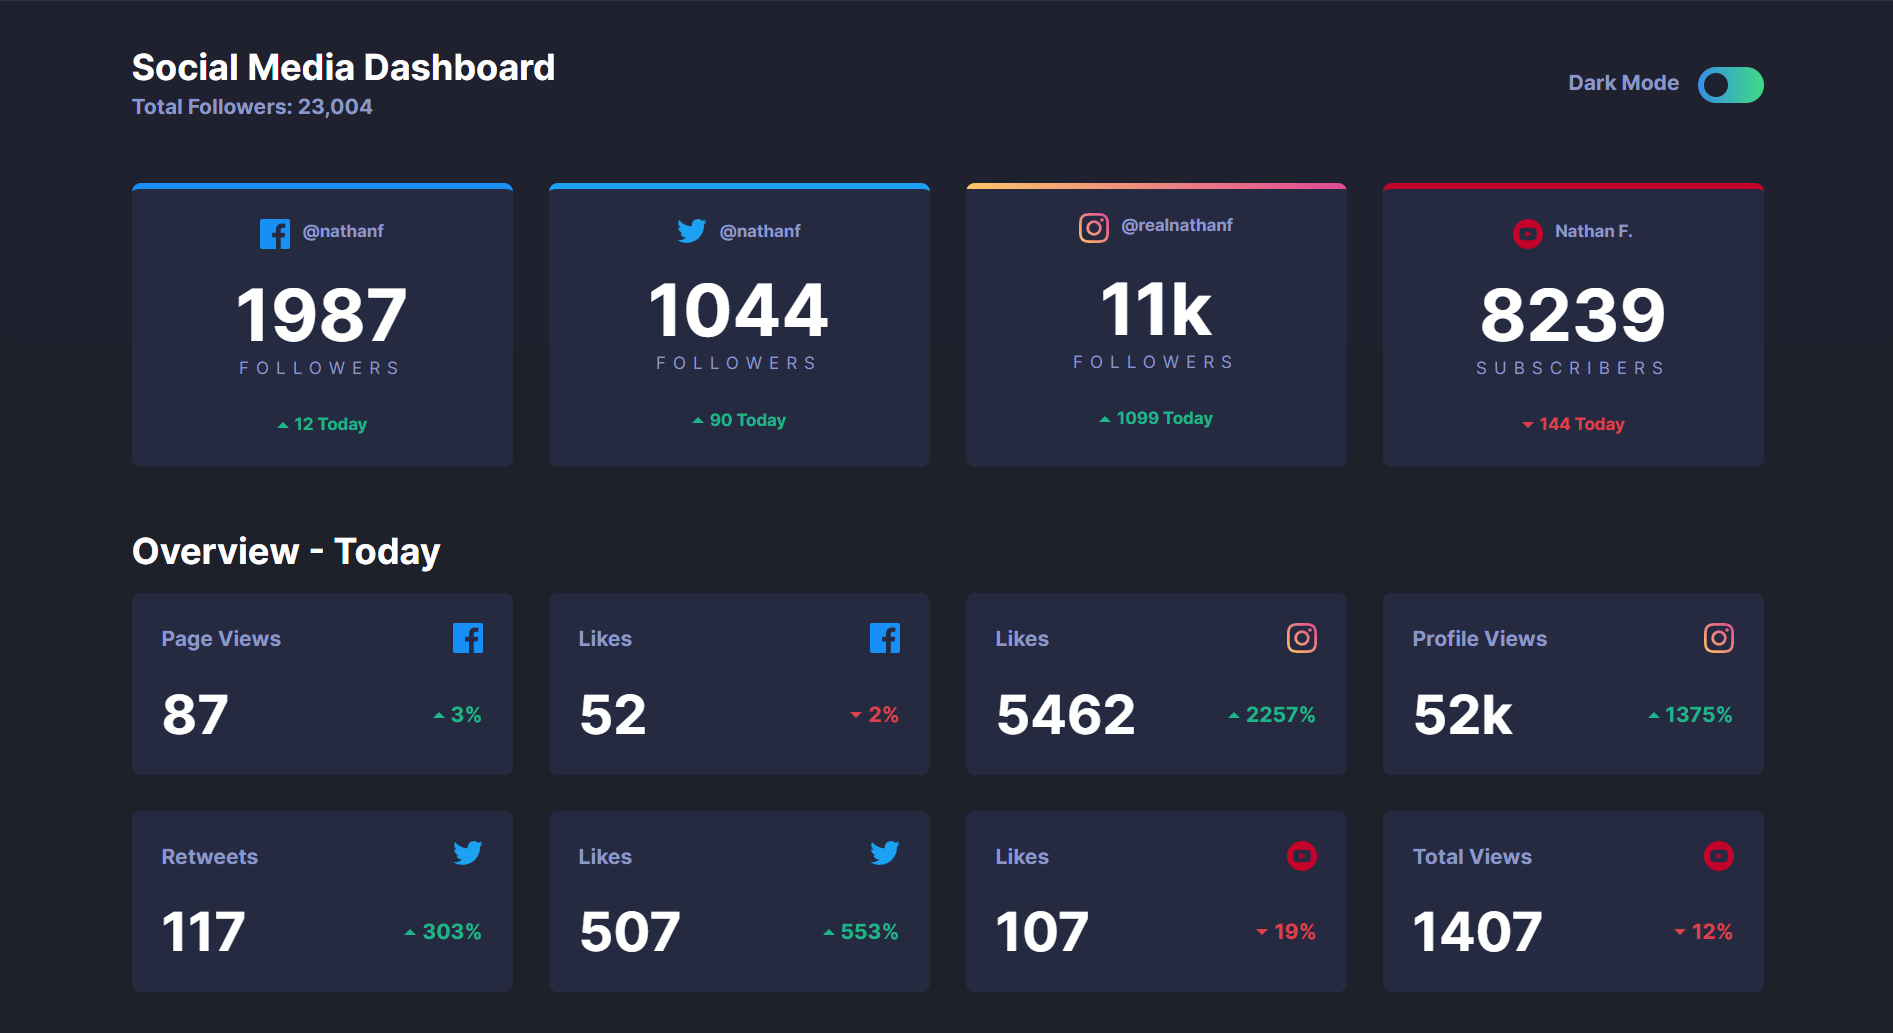 Social Media Dashboard
Total Followers: 23,004
Dark Mode
@nathanf
1987
FOLLOWERS
12 Today
@nathanf
1044
FOLLOWERS
90 Today
@realnathanf
11k
FOLLOWERS
1099 Today
Nathan F.
8239
SUBSCRIBERS
144 Today
Overview - Today
Page Views
87
3%
Likes
52
2%
Likes
5462
2257%
Profile Views
52k
1375%
Retweets
117
303%
Likes
507
553%
Likes
107
19%
Total Views
1407
12%